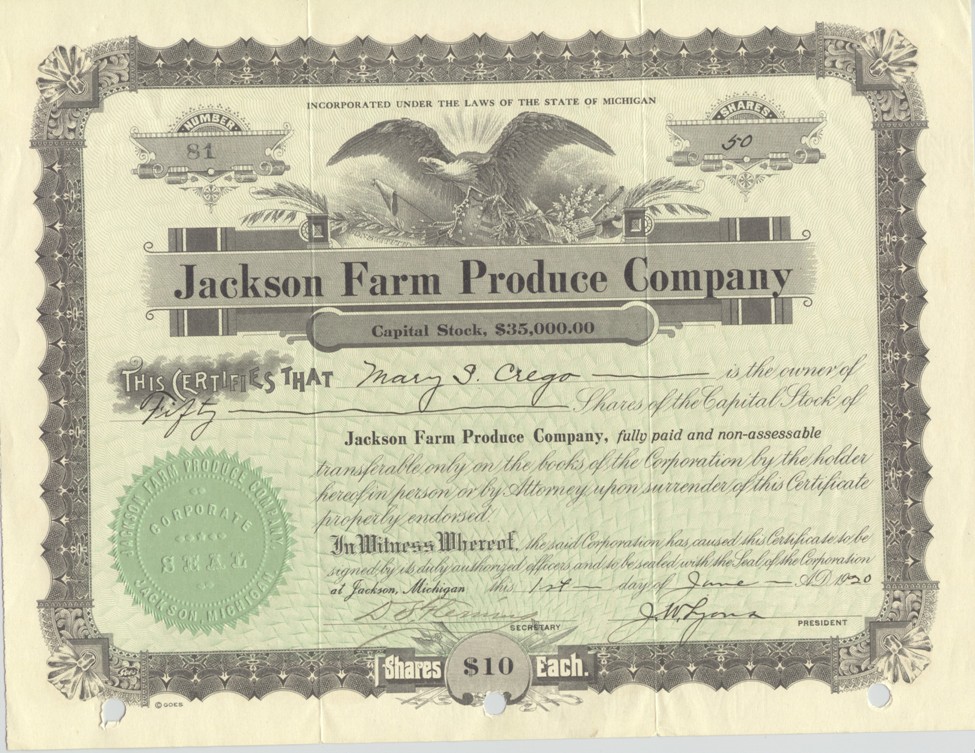 INCORPORATED UNDER THE LAWS OF THE STATE OF MICHIGAN
NUMBER
81
SHARES
50
Jackson Farm Produce Company
Capital Stock, $35,000.00
THIS CERTIFIES THAT Mary S. Crego is the owner of
Fifty Shares of the Capital Stock of
Jackson Farm Produce Company, fully paid and non-assessable
transferable only on the books of the Corporation by the holder
hereof in person or by Attorney upon surrender of this Certificate
properly endorsed.
In Witness Whereof, the said Corporation has caused this Certificate to be
signed by its duly authorized officers and to be sealed with the Seal of the Corporation
at Jackson, Michigan this 1st day of June A.D. 1920
J. W. Lyons
SECRETARY
PRESIDENT
JACKSON FARM PRODUCE COMPANY.
CORPORATE
SEAL
JACKSON, MICHIGAN.
Shares $10 Each.
© GOES